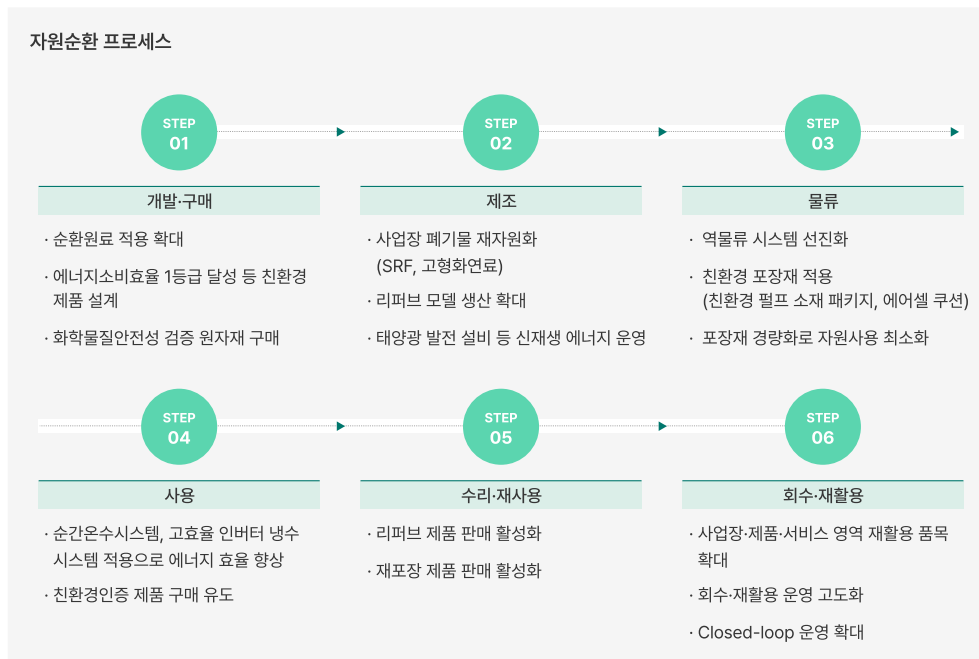 자원순환 프로세스
STEP
01
개발·구매
· 순환원료 적용 확대
· 에너지소비효율 1등급 달성 등 친환경
제품 설계
· 화학물질안전성 검증 원자재 구매
STEP
02
제조
· 사업장 폐기물 재자원화
(SRF, 고형화연료)
· 리퍼브 모델 생산 확대
· 태양광 발전 설비 등 신재생 에너지 운영
STEP
03
물류
· 역물류 시스템 선진화
· 친환경 포장재 적용
(친환경 펄프 소재 패키지, 에어셀 쿠션)
· 포장재 경량화로 자원사용 최소화
STEP
04
사용
· 순간온수시스템, 고효율 인버터 냉수
시스템 적용으로 에너지 효율 향상
· 친환경인증 제품 구매 유도
STEP
05
수리·재사용
· 리퍼브 제품 판매 활성화
· 재포장 제품 판매 활성화
STEP
06
회수·재활용
· 사업장·제품·서비스 영역 재활용 품목
확대
· 회수·재활용 운영 고도화
· Closed-loop 운영 확대